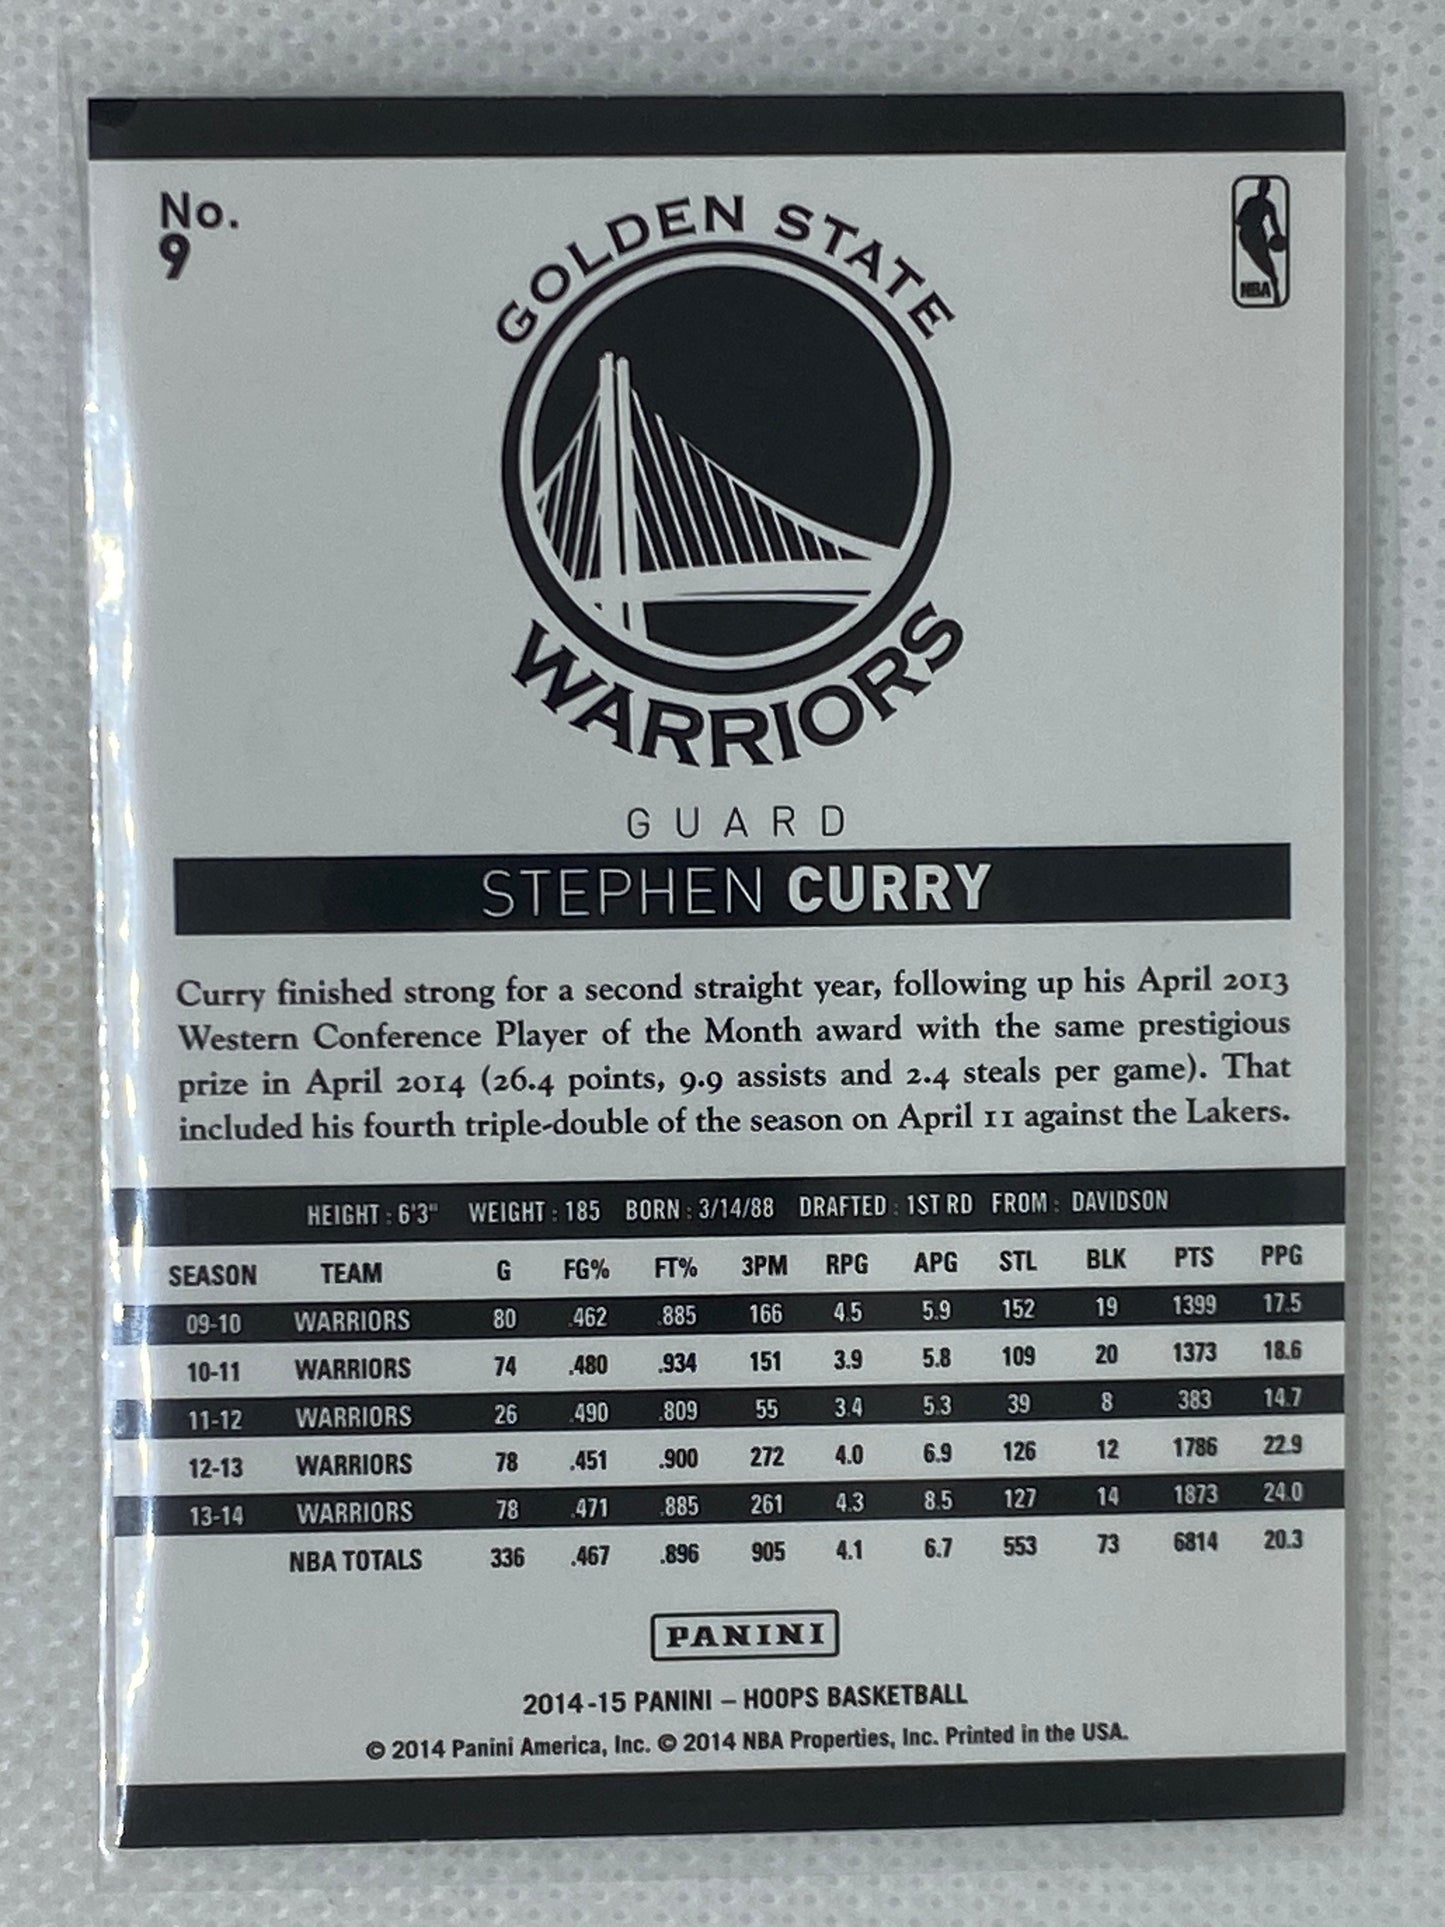 No.
9
NBA
GOLDEN STATE
WARRIORS
GUARD
STEPHEN CURRY
Curry finished strong for a second straight year, following up his April 2013
Western Conference Player of the Month award with the same prestigious
prize in April 2014 (26.4 points, 9.9 assists and 2.4 steals per game). That
included his fourth triple-double of the season on April 11 against the Lakers.
HEIGHT : 6'3" WEIGHT : 185 BORN : 3/14/88 DRAFTED : 1ST RD FROM : DAVIDSON
SEASON TEAM G FG% FT% 3PM RPG APG STL BLK PTS PPG
09-10 WARRIORS 80 .462 .885 166 4.5 5.9 152 19 1399 17.5
10-11 WARRIORS 74 .480 .934 151 3.9 5.8 109 20 1373 18.6
11-12 WARRIORS 26 .490 .809 55 3.4 5.3 39 8 383 14.7
12-13 WARRIORS 78 .451 .900 272 4.0 6.9 126 12 1786 22.9
13-14 WARRIORS 78 .471 .885 261 4.3 8.5 127 14 1873 24.0
NBA TOTALS 336 .467 .896 905 4.1 6.7 553 73 6814 20.3
PANINI
2014-15 PANINI – HOOPS BASKETBALL
© 2014 Panini America, Inc. © 2014 NBA Properties, Inc. Printed in the USA.